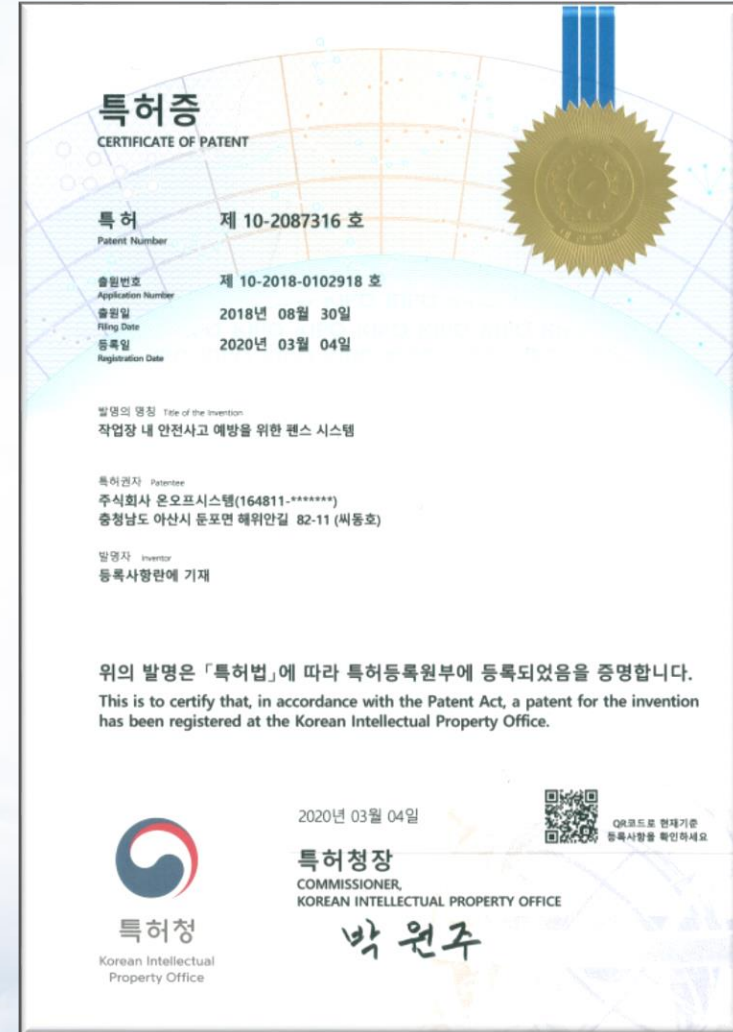 특허증
CERTIFICATE OF PATENT
특허 제 10-2087316 호
Patent Number
출원번호 제 10-2018-0102918 호
Application Number
출원일 2018년 08월 30일
Filing Date
등록일 2020년 03월 04일
Registration Date
발명의 명칭 Title of the Invention
작업장 내 안전사고 예방을 위한 펜스 시스템
특허권자 Patentee
주식회사 온오프시스템(164811-*******)
충청남도 아산시 둔포면 해위안길 82-11 (씨동호)
발명자 Inventor
등록사항란에 기재
위의 발명은 「특허법」에 따라 특허등록원부에 등록되었음을 증명합니다.
This is to certify that, in accordance with the Patent Act, a patent for the invention
has been registered at the Korean Intellectual Property Office.
2020년 03월 04일
QR코드로 현재기준
등록사항을 확인하세요
특허청장
COMMISSIONER,
KOREAN INTELLECTUAL PROPERTY OFFICE
박원주
특허청
Korean Intellectual
Property Office